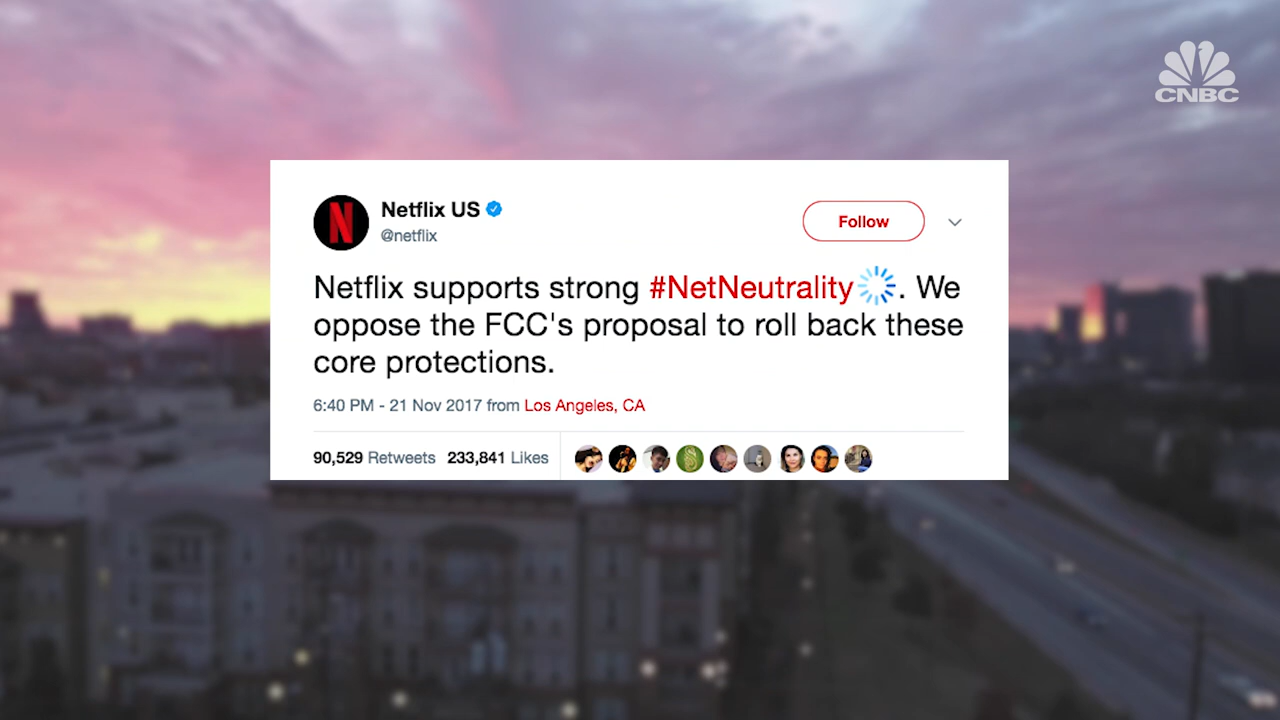 CNBC
N
Netflix US
@netflix
Follow
Netflix supports strong #NetNeutrality. We
oppose the FCC's proposal to roll back these
core protections.
6:40 PM - 21 Nov 2017 from Los Angeles, CA
90,529 Retweets 233,841 Likes